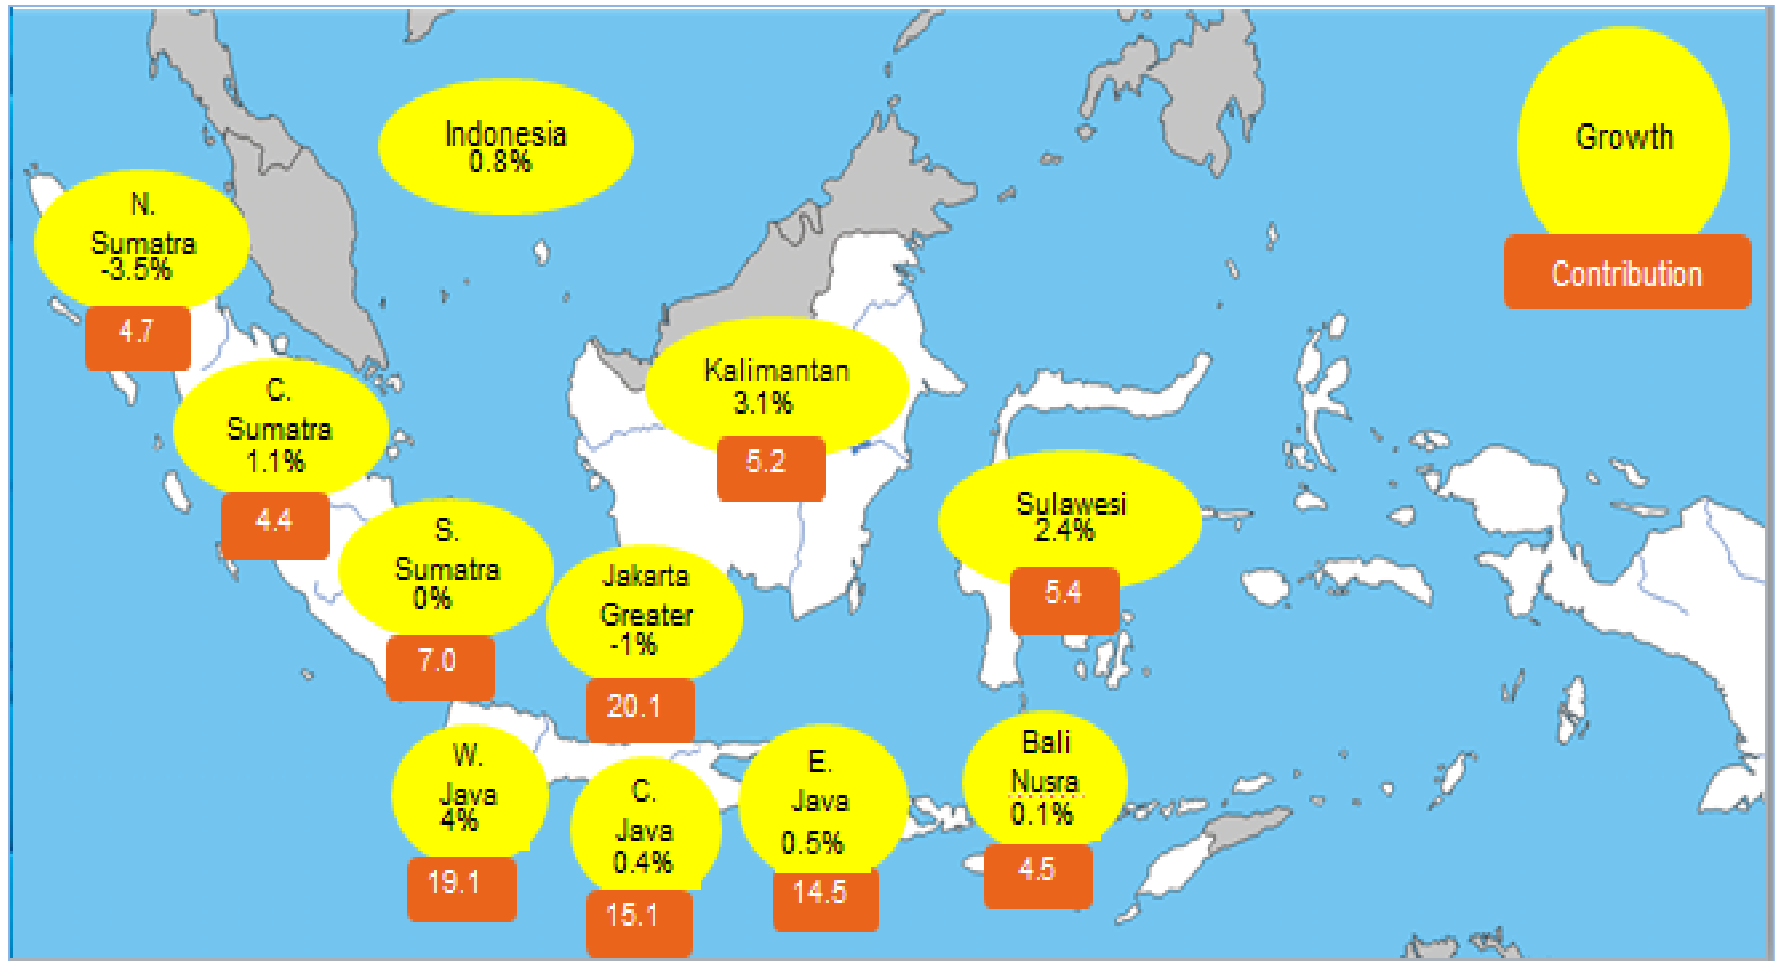 Indonesia
0.8%
Growth
Contribution
N.
Sumatra
-3.5%
4.7
C.
Sumatra
1.1%
4.4
Kalimantan
3.1%
5.2
S.
Sumatra
0%
7.0
Jakarta
Greater
-1%
20.1
Sulawesi
2.4%
5.4
W.
Java
4%
19.1
C.
Java
0.4%
15.1
E.
Java
0.5%
14.5
Bali
Nusra
0.1%
4.5